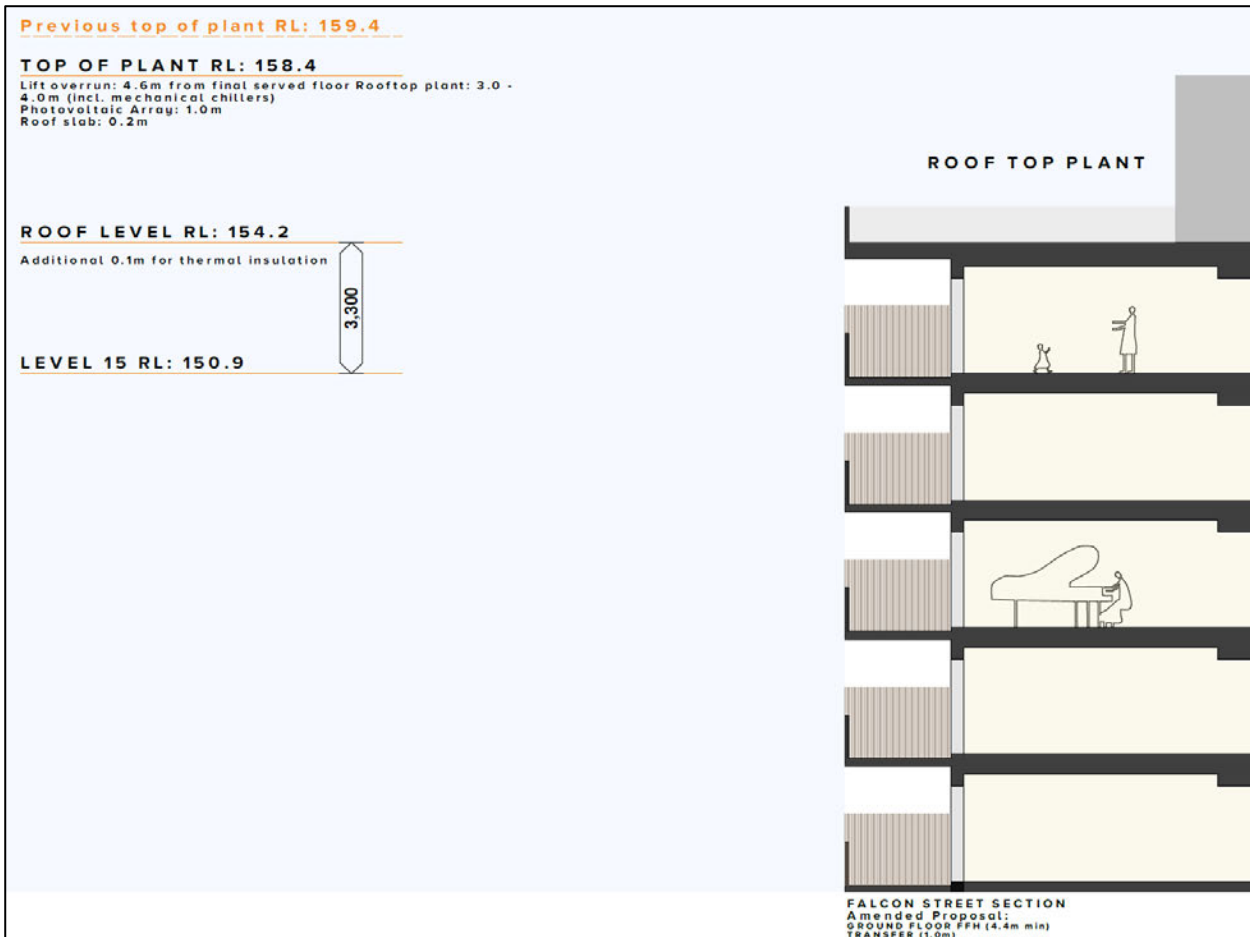 Previous top of plant RL: 159.4
TOP OF PLANT RL: 158.4
Lift overrun: 4.6m from final served floor Rooftop plant: 3.0 -
4.0m (incl. mechanical chillers)
Photovoltaic Array: 1.0m
Roof slab: 0.2m
ROOF TOP PLANT
ROOF LEVEL RL: 154.2
Additional 0.1m for thermal insulation
3,300
LEVEL 15 RL: 150.9
FALCON STREET SECTION
Amended Proposal:
GROUND FLOOR FFH (4.4m min)
TRANSFER (1.0m)